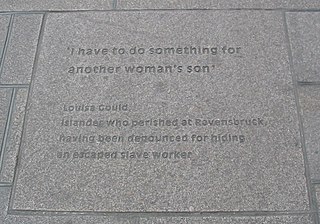 'I have to do something for
another woman's son'
Louisa Gould,
islander who perished at Ravensbruck
having been denounced for hiding
an escaped slave worker